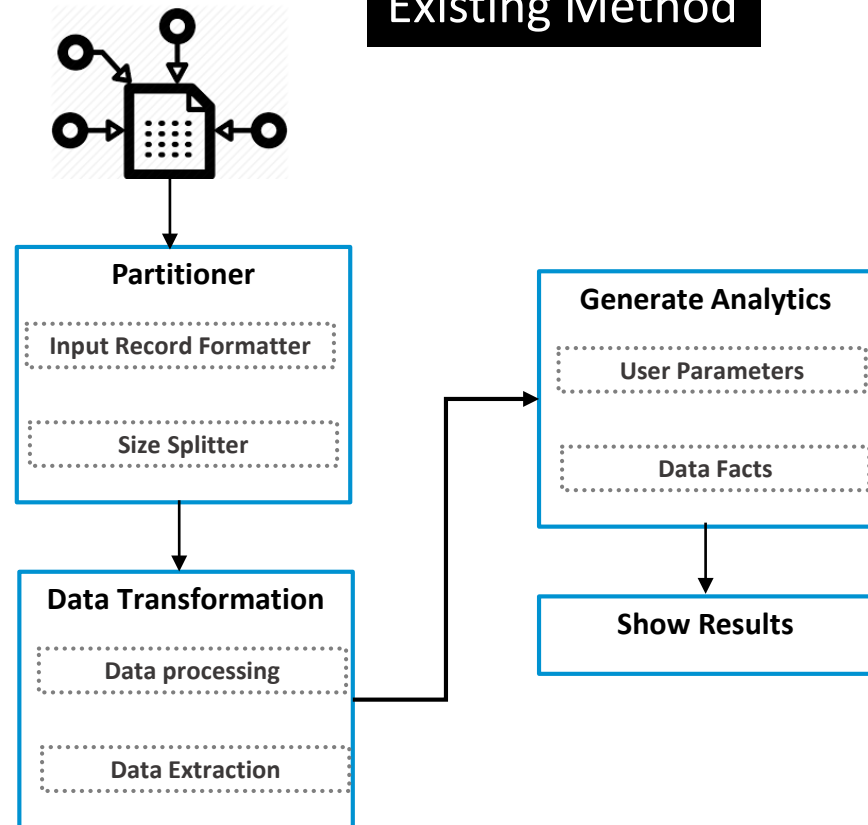 Existing Method
Partitioner
Input Record Formatter
Size Splitter
Data Transformation
Data processing
Data Extraction
Generate Analytics
User Parameters
Data Facts
Show Results